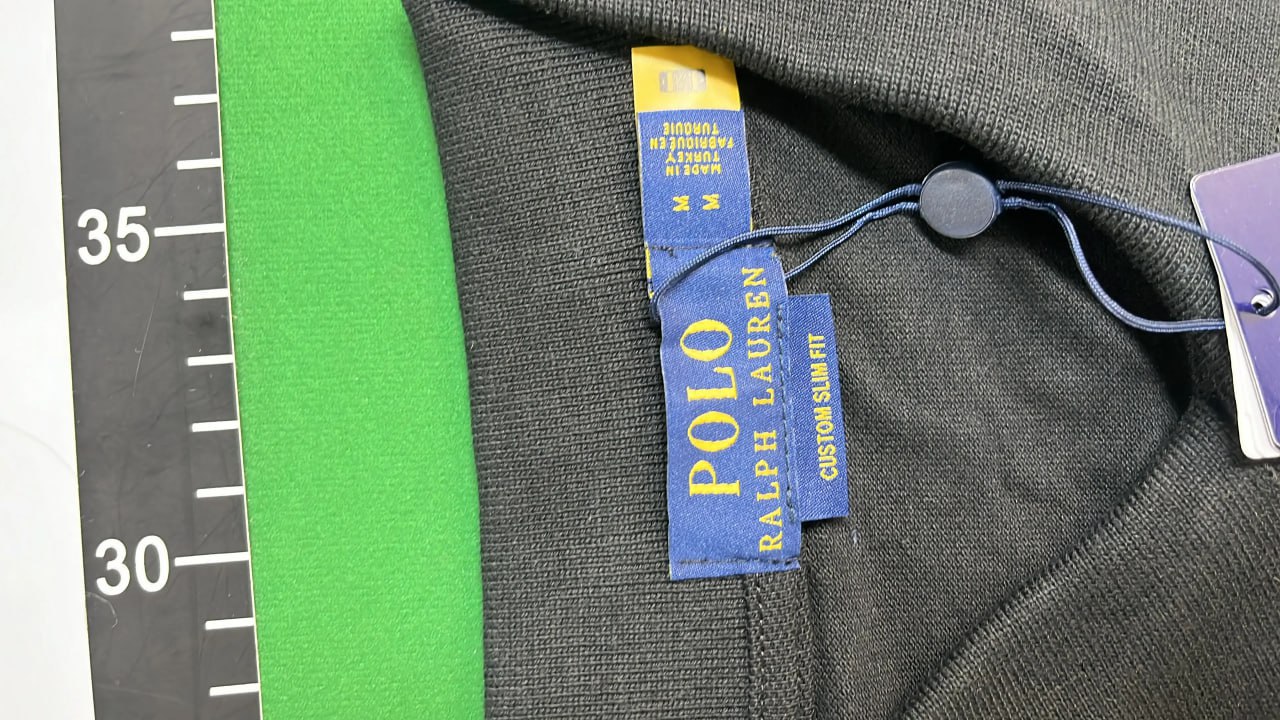 35
30
POLO
RALPH LAUREN
CUSTOM SLIM FIT
M M
MADE IN
TURKEY
FABRIQUÉ EN
TURQUIE